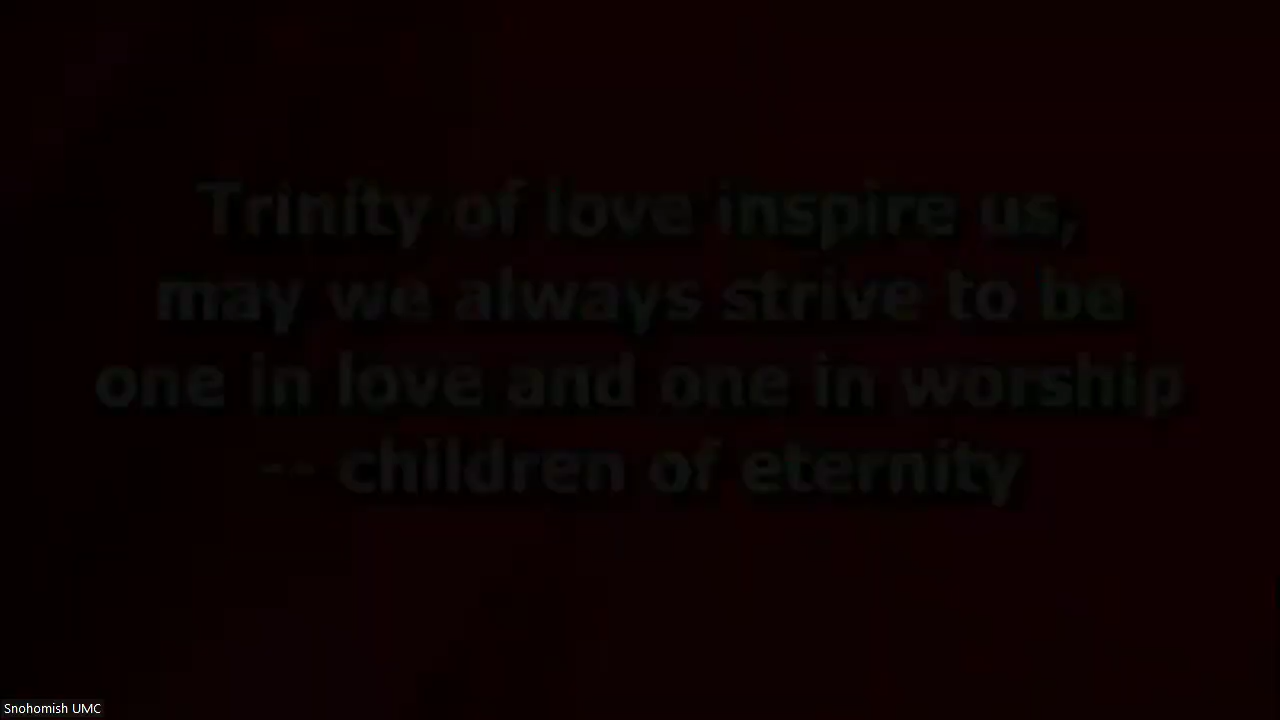 Trinity of love inspire us,
may we always strive to be
one in love and one in worship
-- children of eternity
Snohomish UMC